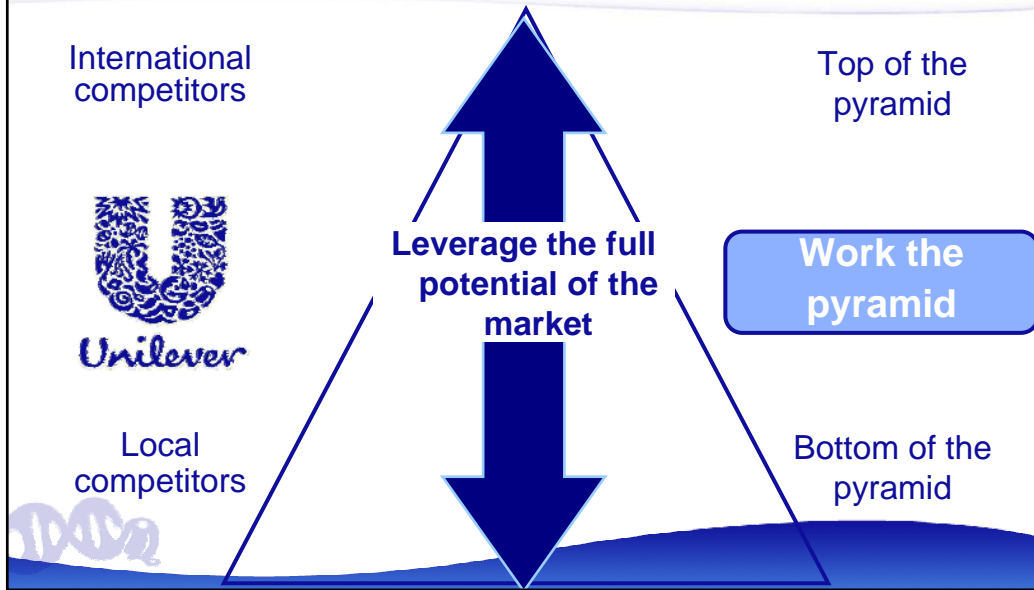 International
competitors
Top of the
pyramid
Unilever
Leverage the full
potential of the
market
Work the
pyramid
Local
competitors
Bottom of the
pyramid